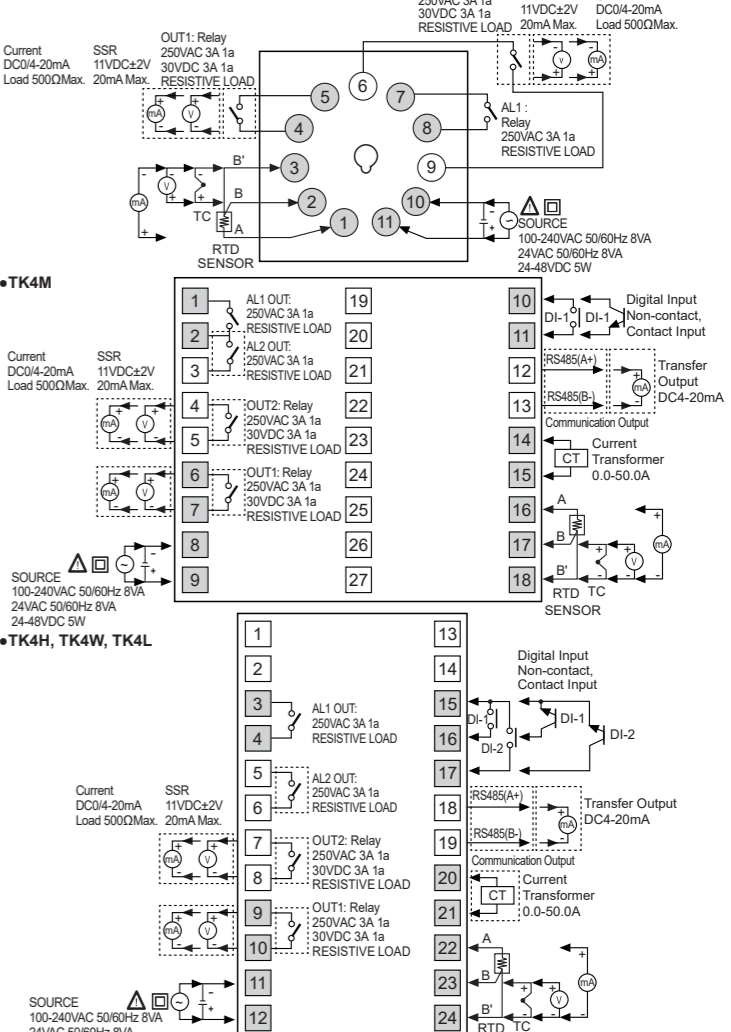 250VAC 3A 1a
30VDC 3A 1a
RESISTIVE LOAD
11VDC±2V
20mA Max.
DC0/4-20mA
Load 500ΩMax.
V
mA
Current
DC0/4-20mA
Load 500ΩMax.
SSR
11VDC±2V
20mA Max.
OUT1: Relay
250VAC 3A 1a
30VDC 3A 1a
RESISTIVE LOAD
mA
V
6
5
7
4
8
3
9
2
10
1
11
AL1 :
Relay
250VAC 3A 1a
RESISTIVE LOAD
B'
B
A
mA
V
TC
RTD
SENSOR
SOURCE
100-240VAC 50/60Hz 8VA
24VAC 50/60Hz 8VA
24-48VDC 5W
●TK4M
1
2
3
4
5
6
7
8
9
AL1 OUT:
250VAC 3A 1a
RESISTIVE LOAD
AL2 OUT:
250VAC 3A 1a
RESISTIVE LOAD
OUT2: Relay
250VAC 3A 1a
30VDC 3A 1a
RESISTIVE LOAD
OUT1: Relay
250VAC 3A 1a
30VDC 3A 1a
RESISTIVE LOAD
Current
DC0/4-20mA
Load 500ΩMax.
SSR
11VDC±2V
20mA Max.
mA
V
mA
V
SOURCE
100-240VAC 50/60Hz 8VA
24VAC 50/60Hz 8VA
24-48VDC 5W
19
20
21
22
23
24
25
26
27
10
11
12
13
14
15
16
17
18
DI-1
DI-1
Digital Input
Non-contact,
Contact Input
RS485(A+)
RS485(B-)
Communication Output
mA
Transfer
Output
DC4-20mA
CT
Current
Transformer
0.0-50.0A
A
B
B'
RTD
SENSOR
TC
V
mA
●TK4H, TK4W, TK4L
1
2
3
4
5
6
7
8
9
10
11
12
AL1 OUT:
250VAC 3A 1a
RESISTIVE LOAD
AL2 OUT:
250VAC 3A 1a
RESISTIVE LOAD
OUT2: Relay
250VAC 3A 1a
30VDC 3A 1a
RESISTIVE LOAD
OUT1: Relay
250VAC 3A 1a
30VDC 3A 1a
RESISTIVE LOAD
Current
DC0/4-20mA
Load 500ΩMax.
SSR
11VDC±2V
20mA Max.
mA
V
mA
V
SOURCE
100-240VAC 50/60Hz 8VA
24VAC 50/60Hz 8VA
13
14
15
16
17
18
19
20
21
22
23
24
Digital Input
Non-contact,
Contact Input
DI-1
DI-2
DI-1
DI-2
RS485(A+)
RS485(B-)
Communication Output
mA
Transfer Output
DC4-20mA
CT
Current
Transformer
0.0-50.0A
A
B
B'
RTD
TC
V
mA